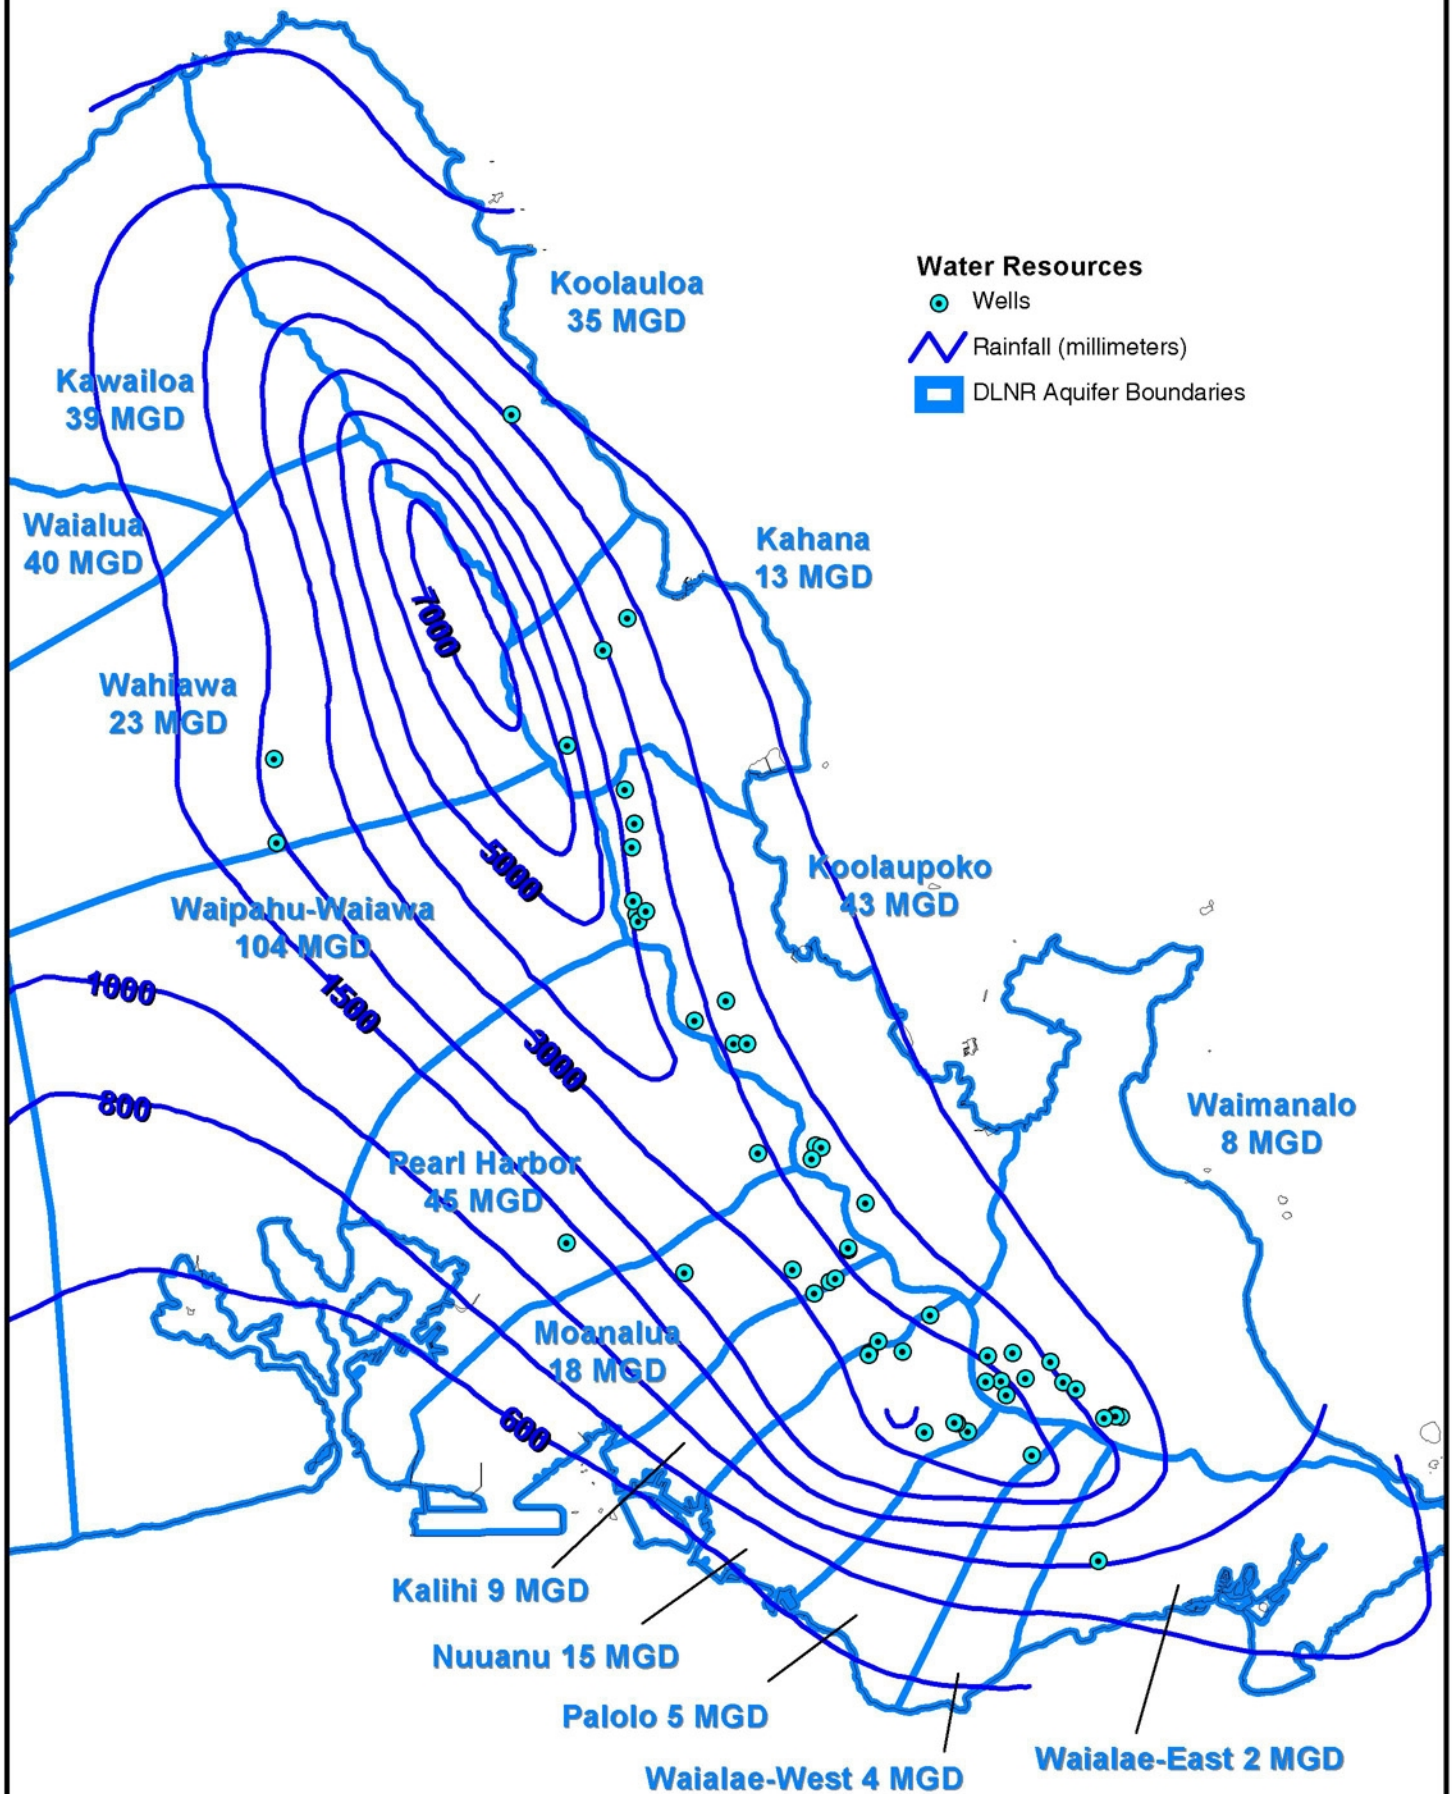 Water Resources
Wells
Rainfall (millimeters)
DLNR Aquifer Boundaries
Koolauloa
35 MGD
Kawailoa
39 MGD
Waialua
40 MGD
Kahana
13 MGD
7000
Wahiawa
23 MGD
5000
Koolaupoko
43 MGD
Waipahu-Waiawa
104 MGD
1000
1500
3000
800
Waimanalo
8 MGD
Pearl Harbor
45 MGD
Moanalua
18 MGD
600
Kalihi 9 MGD
Nuuanu 15 MGD
Palolo 5 MGD
Waialae-West 4 MGD
Waialae-East 2 MGD